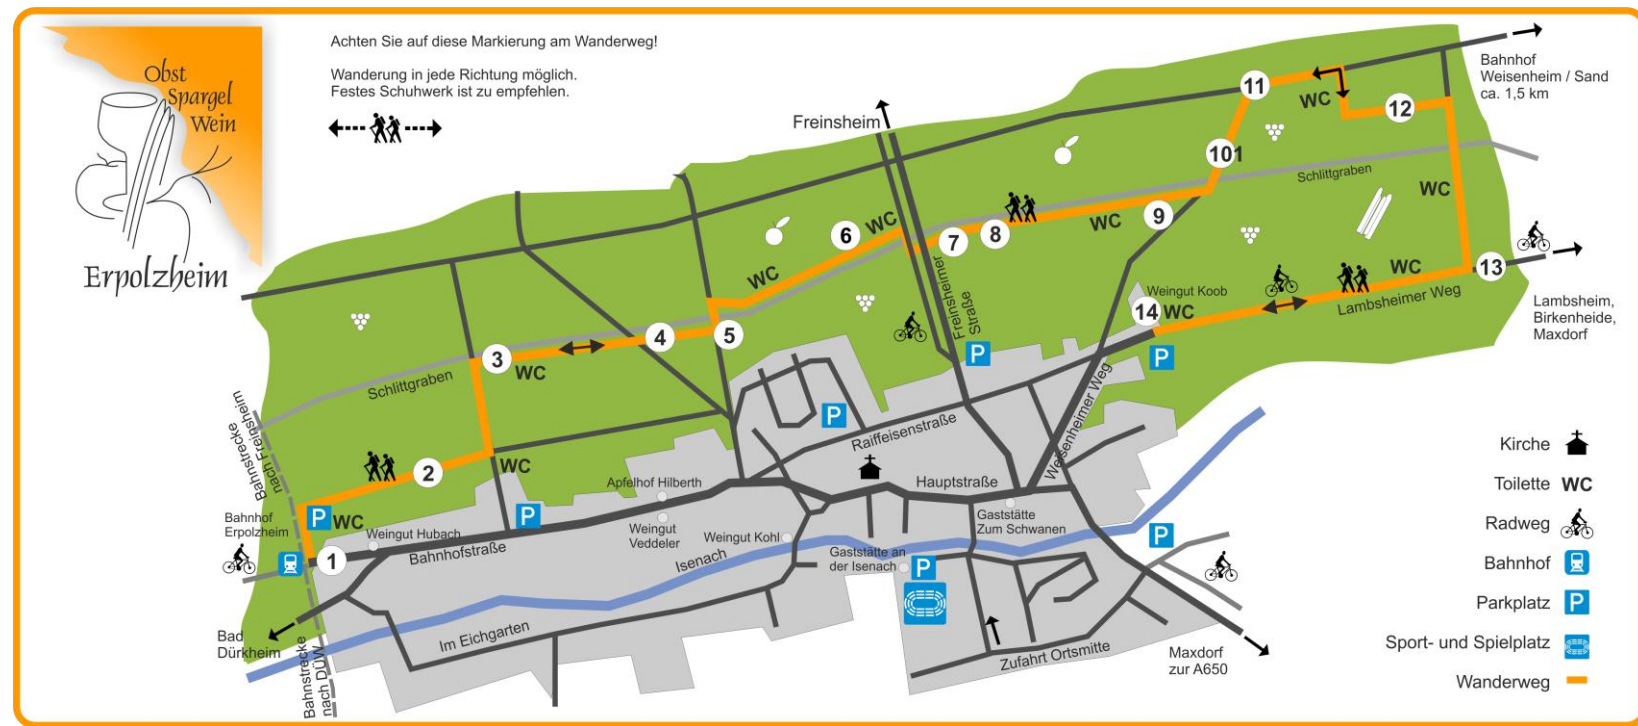 Obst
Spargel
Wein
Erpolzheim
Achten Sie auf diese Markierung am Wanderweg!
Wanderung in jede Richtung möglich.
Festes Schuhwerk ist zu empfehlen.
Freinsheim
Bahnhof
Weisenheim / Sand
ca. 1,5 km
11
WC
12
101
Schlittgraben
WC
6
WC
7
8
WC
9
WC
5
4
3
WC
Schlittgraben
Freinsheimer
Straße
P
Weingut Koob
14
WC
P
WC
Lambsheimer Weg
13
Lambsheim,
Birkenheide,
Maxdorf
Bahnstrecke
nach Freinsheim
2
WC
P
WC
Bahnhof
Erpolzheim
1
Weingut Hubach
P
Bahnhofstraße
Apfelhof Hilberth
Weingut
Veddeler
Weingut Kohl
P
Raiffeisenstraße
Hauptstraße
Weisenheimer Weg
Gaststätte
Zum Schwanen
Gaststätte an
der Isenach
P
P
Isenach
Im Eichgarten
Bad
Dürkheim
Bahnstrecke
nach DÜW
Zufahrt Ortsmitte
Maxdorf
zur A650
Kirche
Toilette WC
Radweg
Bahnhof
Parkplatz P
Sport- und Spielplatz
Wanderweg